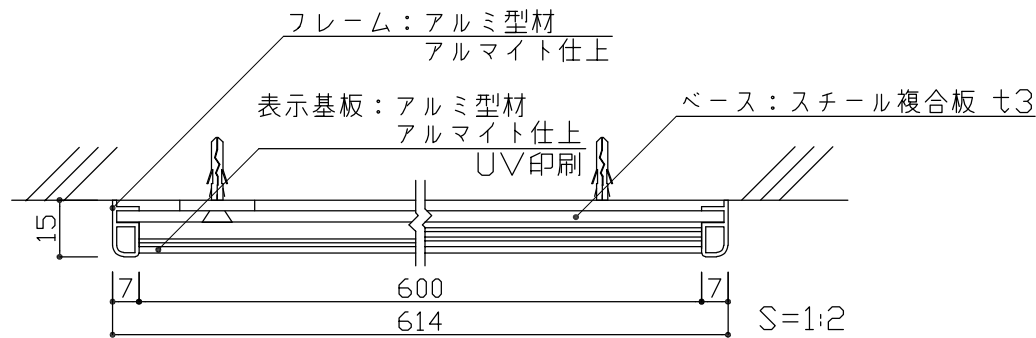 フレーム：アルミ型材
アルマイト仕上
表示基板：アルミ型材
アルマイト仕上
UV印刷
ベース：スチール複合板 t3
15
7
600
7
614
S=1:2